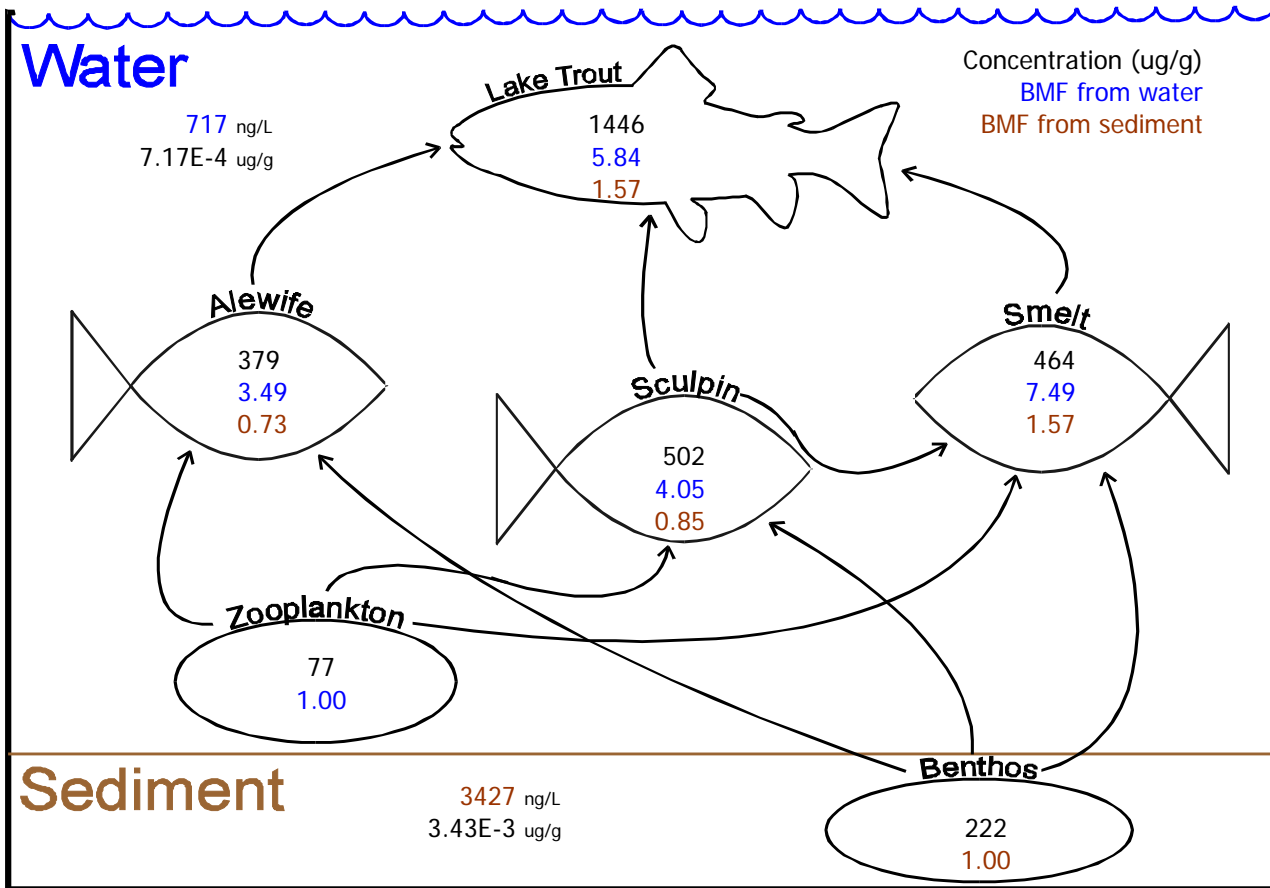 Water
717 ng/L
7.17E-4 ug/g
Concentration (ug/g)
BMF from water
BMF from sediment
Lake Trout
1446
5.84
1.57
Alewife
379
3.49
0.73
Sculpin
502
4.05
0.85
Smelt
464
7.49
1.57
Zooplankton
77
1.00
Sediment
3427 ng/L
3.43E-3 ug/g
Benthos
222
1.00